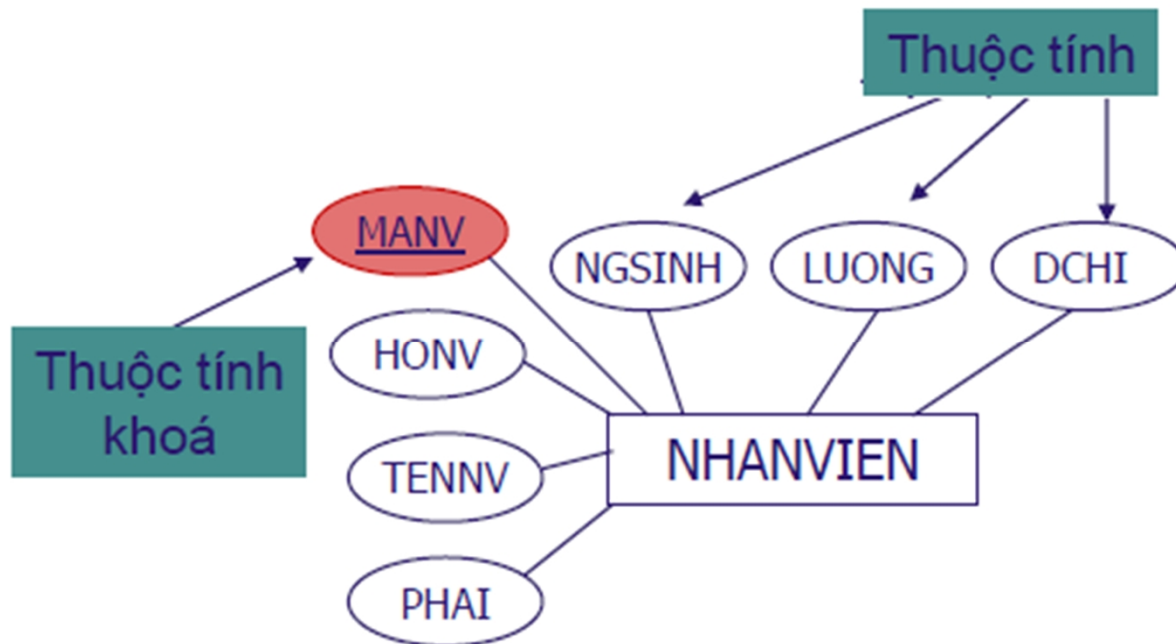 Thuộc tính
MANV
NGSINH
LUONG
DCHI
Thuộc tính
khoá
HONV
TENNV
NHANVIEN
PHAI